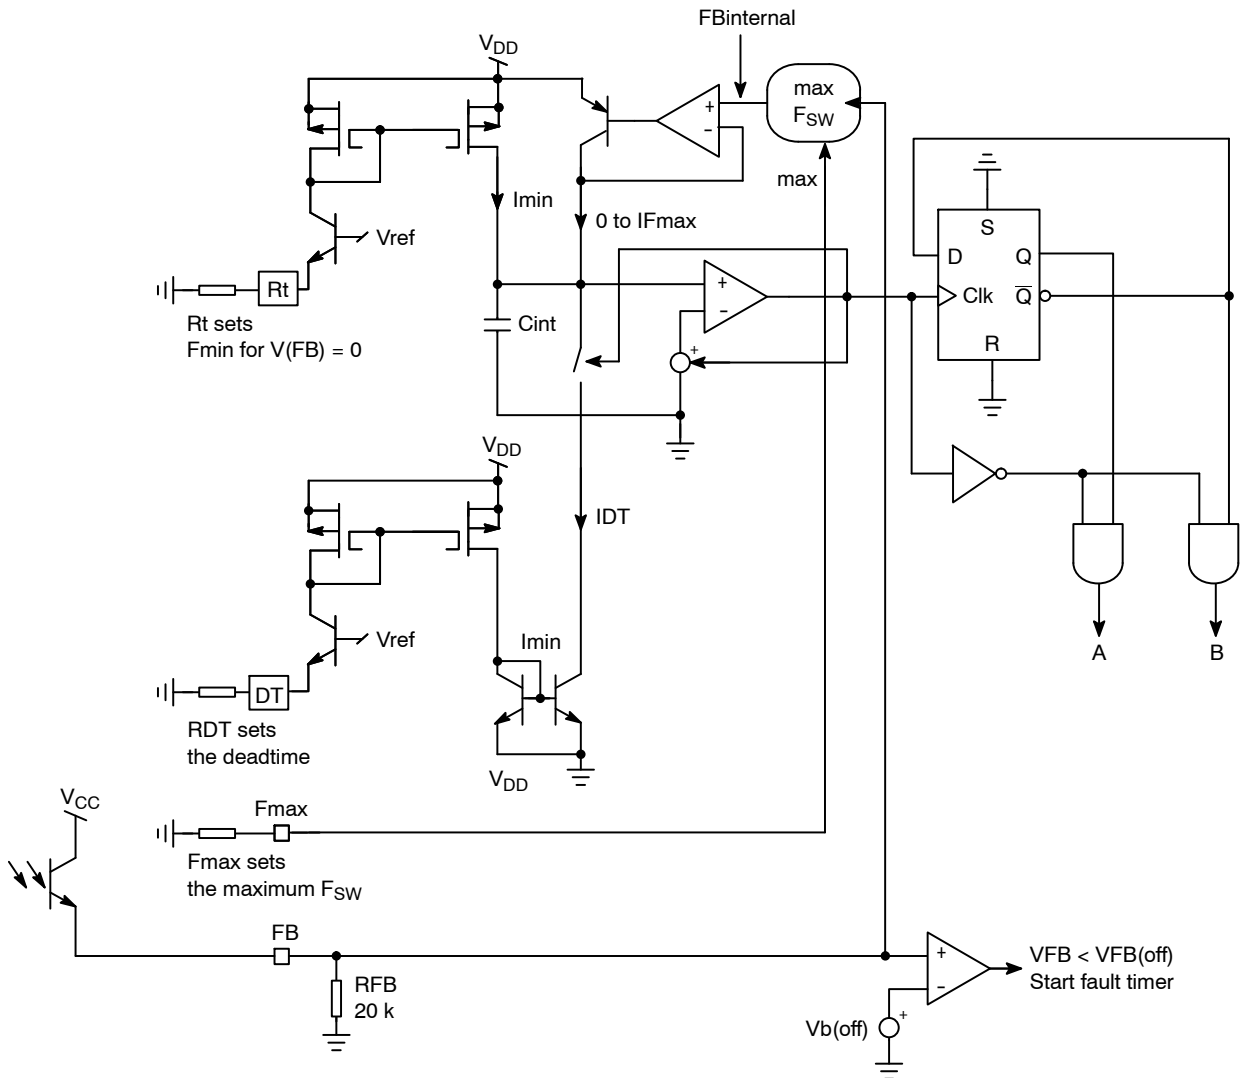 FBinternal
VDD
max
FSW
+
−
max
Imin
0 to IFmax
Vref
S
D
Q
Clk
Q
R
Rt
Rt sets
Fmin for V(FB) = 0
Cint
+
−
+
VDD
IDT
Vref
Imin
DT
RDT sets
the deadtime
VDD
A
B
VCC
Fmax
Fmax sets
the maximum FSW
FB
RFB
20 k
+
−
VFB < VFB(off)
Start fault timer
Vb(off)
+